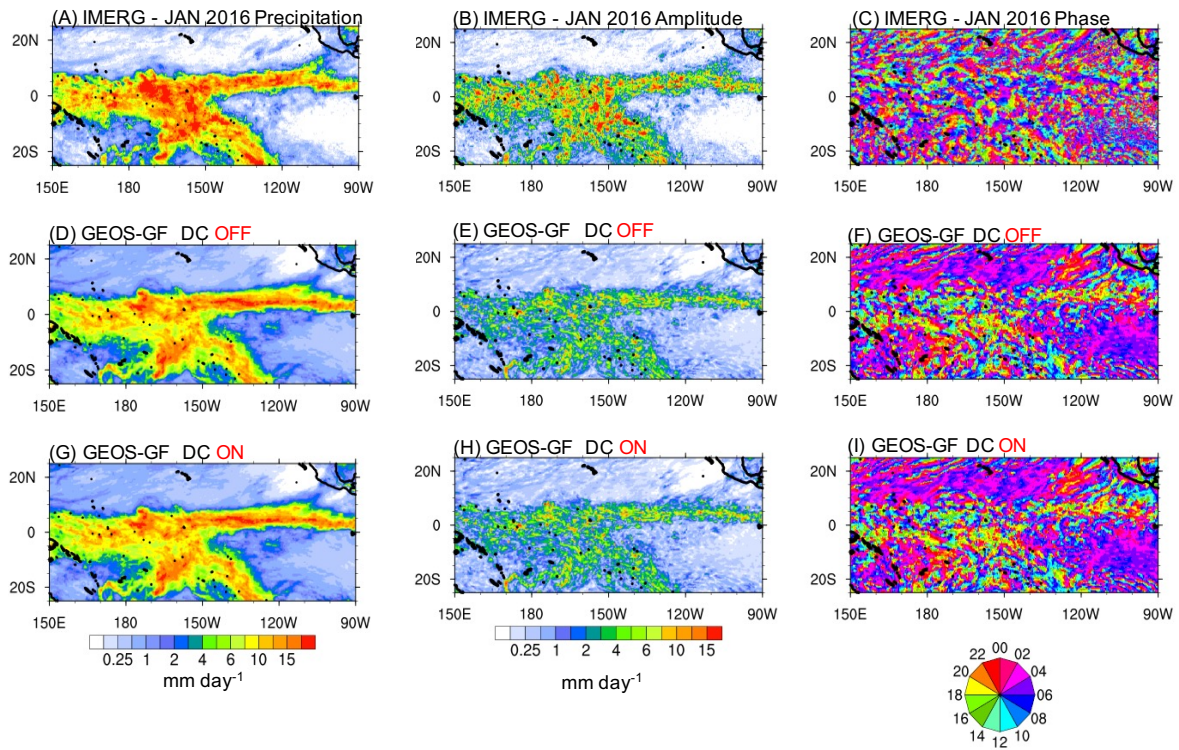 (A) IMERG - JAN 2016 Precipitation
(B) IMERG - JAN 2016 Amplitude
(C) IMERG - JAN 2016 Phase
20N
0
20S
150E 180 150W 120W 90W
20N
0
20S
150E 180 150W 120W 90W
20N
0
20S
150E 180 150W 120W 90W
(D) GEOS-GF DC OFF
(E) GEOS-GF DC OFF
(F) GEOS-GF DC OFF
20N
0
20S
150E 180 150W 120W 90W
20N
0
20S
150E 180 150W 120W 90W
20N
0
20S
150E 180 150W 120W 90W
(G) GEOS-GF DC ON
(H) GEOS-GF DC ON
(I) GEOS-GF DC ON
20N
0
20S
150E 180 150W 120W 90W
20N
0
20S
150E 180 150W 120W 90W
20N
0
20S
150E 180 150W 120W 90W
0.25 1 2 4 6 10 15
mm day-1
0.25 1 2 4 6 10 15
mm day-1
00
22 02
20 04
18 06
16 08
14 10
12